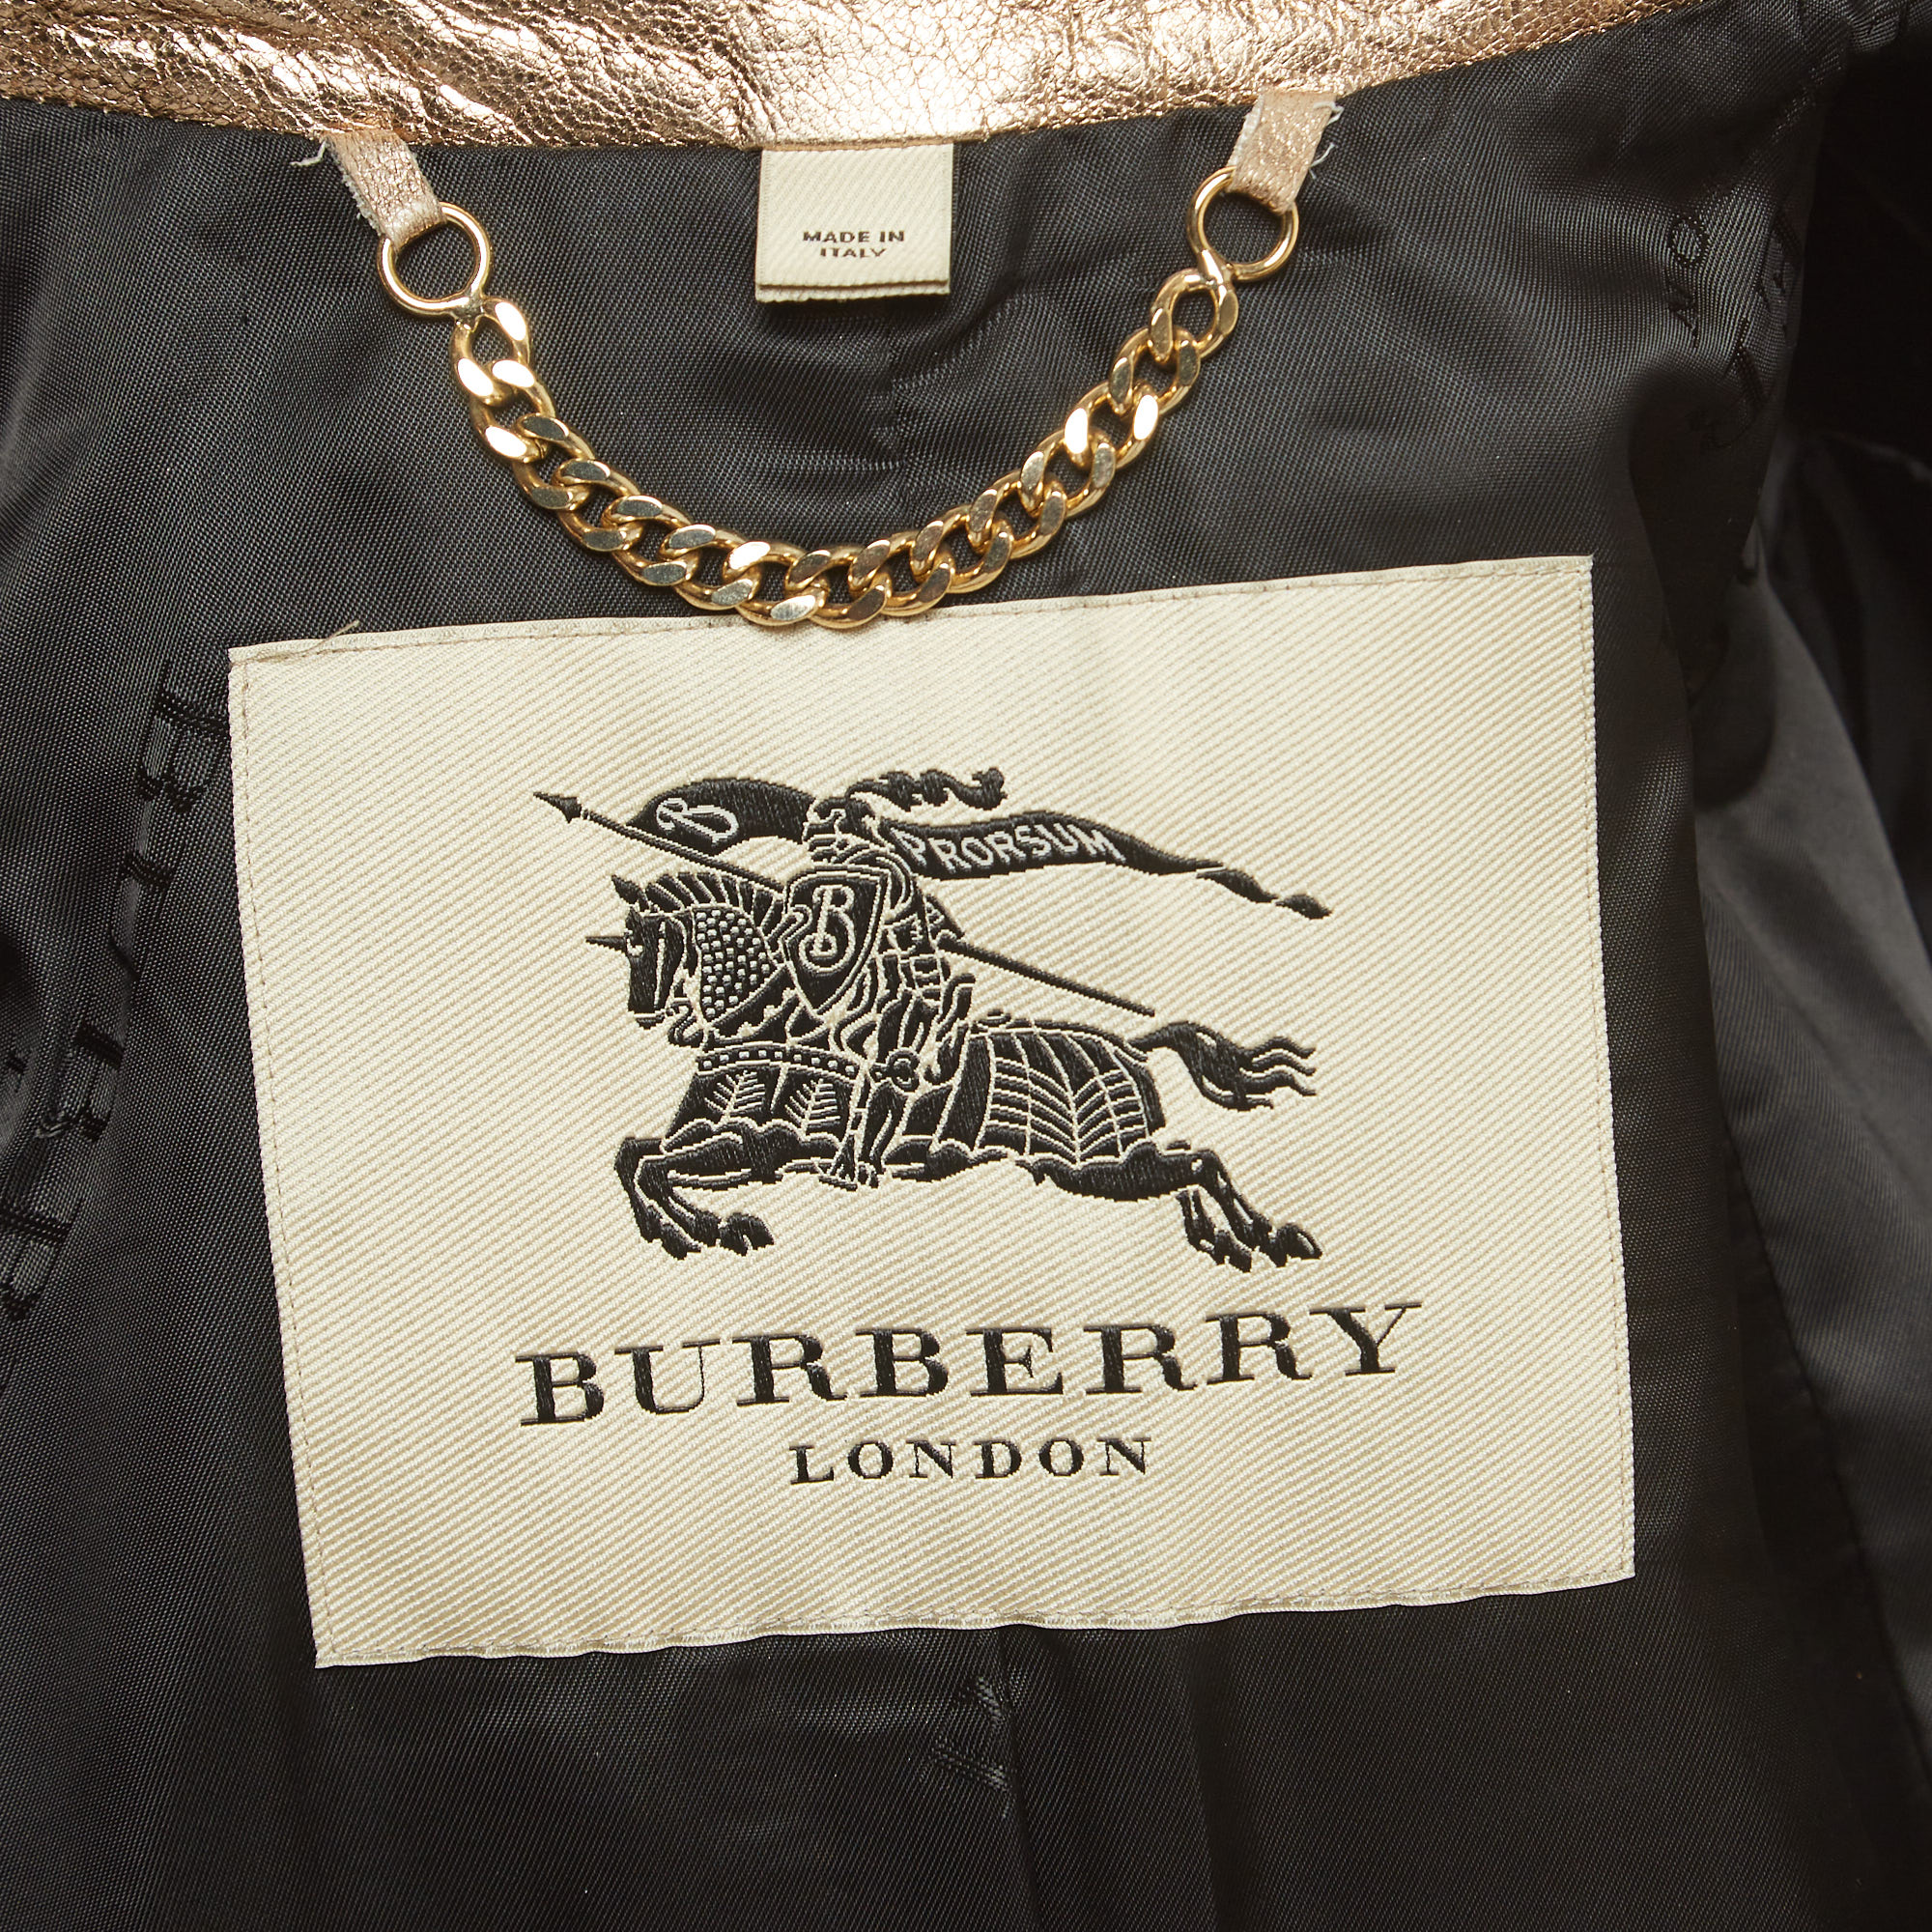 MADE IN
ITALY
B
PRORSUM
B
BURBERRY
LONDON